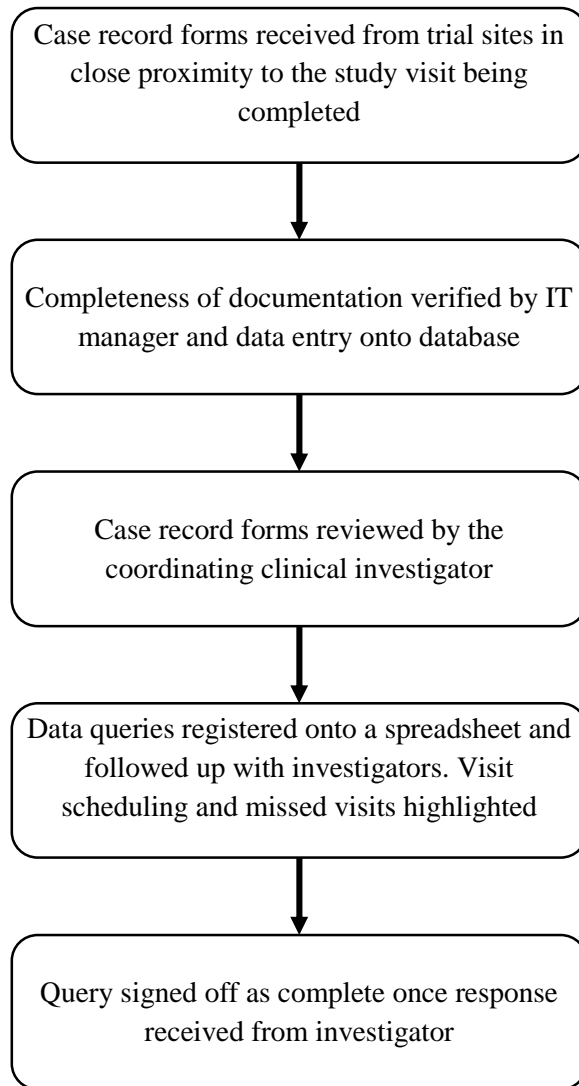 Case record forms received from trial sites in
close proximity to the study visit being
completed
Completeness of documentation verified by IT
manager and data entry onto database
Case record forms reviewed by the
coordinating clinical investigator
Data queries registered onto a spreadsheet and
followed up with investigators. Visit
scheduling and missed visits highlighted
Query signed off as complete once response
received from investigator